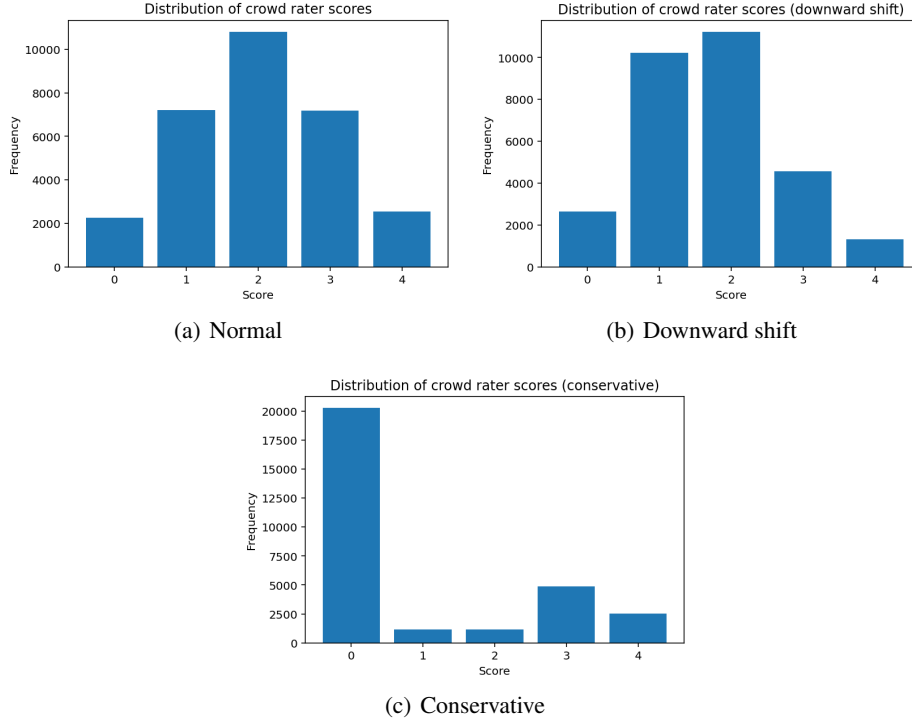 Distribution of crowd rater scores
10000
8000
6000
4000
2000
0
Frequency
0 1 2 3 4
Score
(a) Normal
Distribution of crowd rater scores (downward shift)
10000
8000
6000
4000
2000
0
Frequency
0 1 2 3 4
Score
(b) Downward shift
Distribution of crowd rater scores (conservative)
20000
17500
15000
12500
10000
7500
5000
2500
0
Frequency
0 1 2 3 4
Score
(c) Conservative